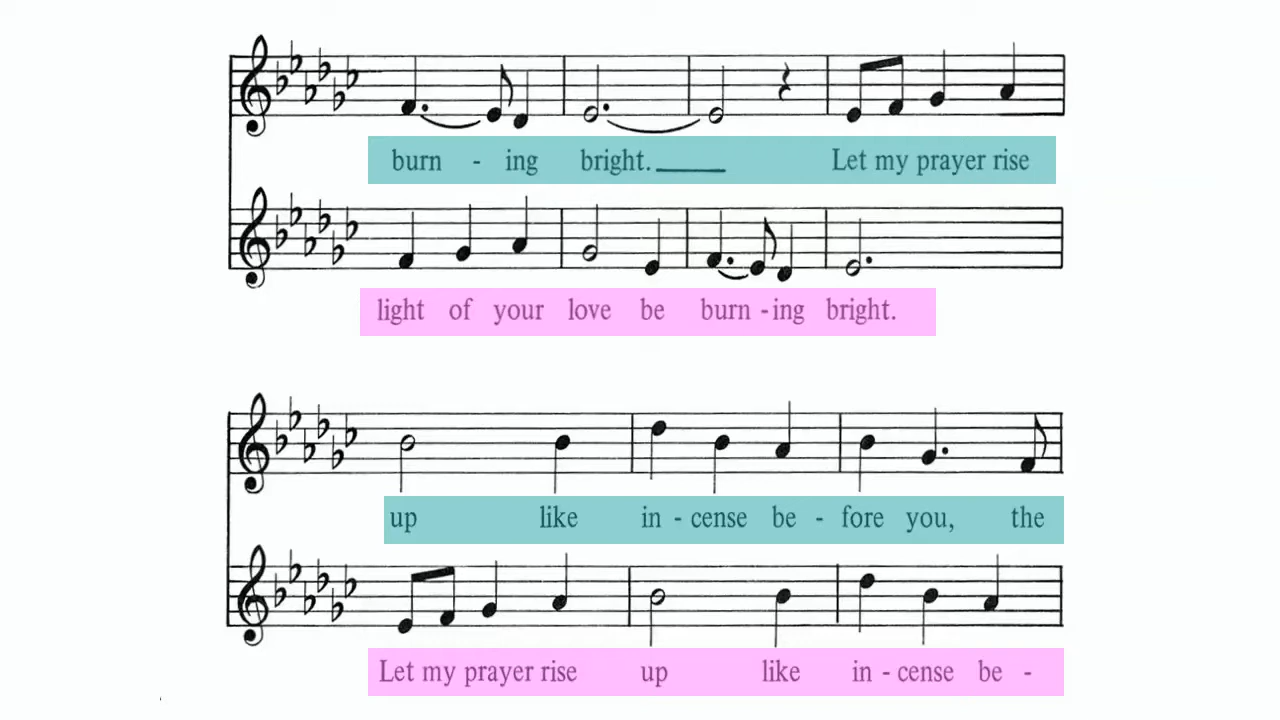 burn - ing bright.____ Let my prayer rise
light of your love be burn - ing bright.
up like in - cense be - fore you, the
Let my prayer rise up like in - cense be -